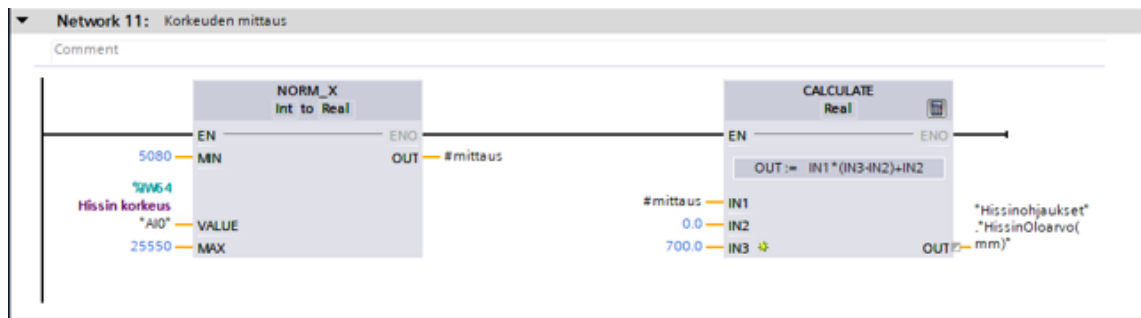 Network 11: Korkeuden mittaus
Comment
NORM_X
Int to Real
EN
ENO
5080
MIN
OUT
#mittaus
%IW64
Hissin korkeus
"AI0"
VALUE
25550
MAX
CALCULATE
Real
EN
ENO
OUT := IN1*(IN3-IN2)+IN2
#mittaus
IN1
0.0
IN2
700.0
IN3
OUT
"Hissinohjaukset"
."HissinOloarvo(
mm)"